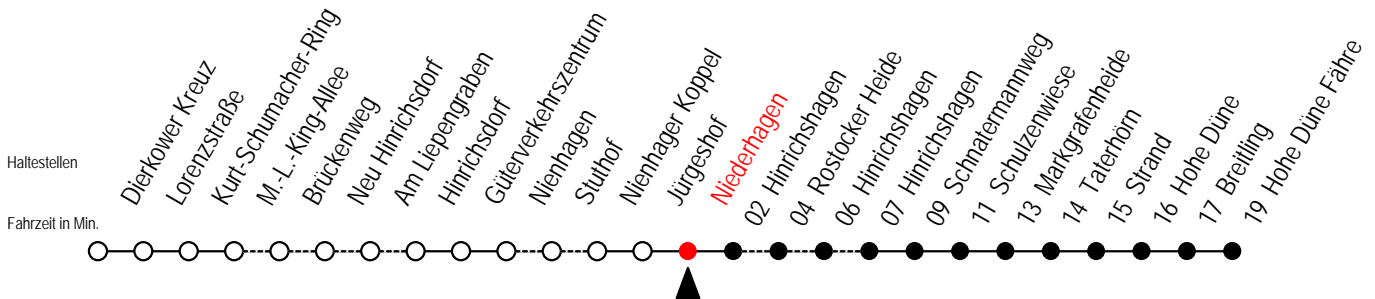 Haltestellen
Fahrzeit in Min.
Dierkower Kreuz
Lorenzstraße
Kurt-Schumacher-Ring
M.-L.-King-Allee
Brückenweg
Neu Hinrichsdorf
Am Liepengraben
Hinrichsdorf
Güterverkehrszentrum
Nienhagen
Stuthof
Nienhager Koppel
Jürgeshof
Niederhagen
02 Hinrichshagen
04 Rostocker Heide
06 Hinrichshagen
07 Hinrichshagen
09 Schnatermannweg
11 Schulzenwiese
13 Markgrafenheide
14 Taterhörn
15 Strand
16 Hohe Düne
17 Breitling
19 Hohe Düne Fähre